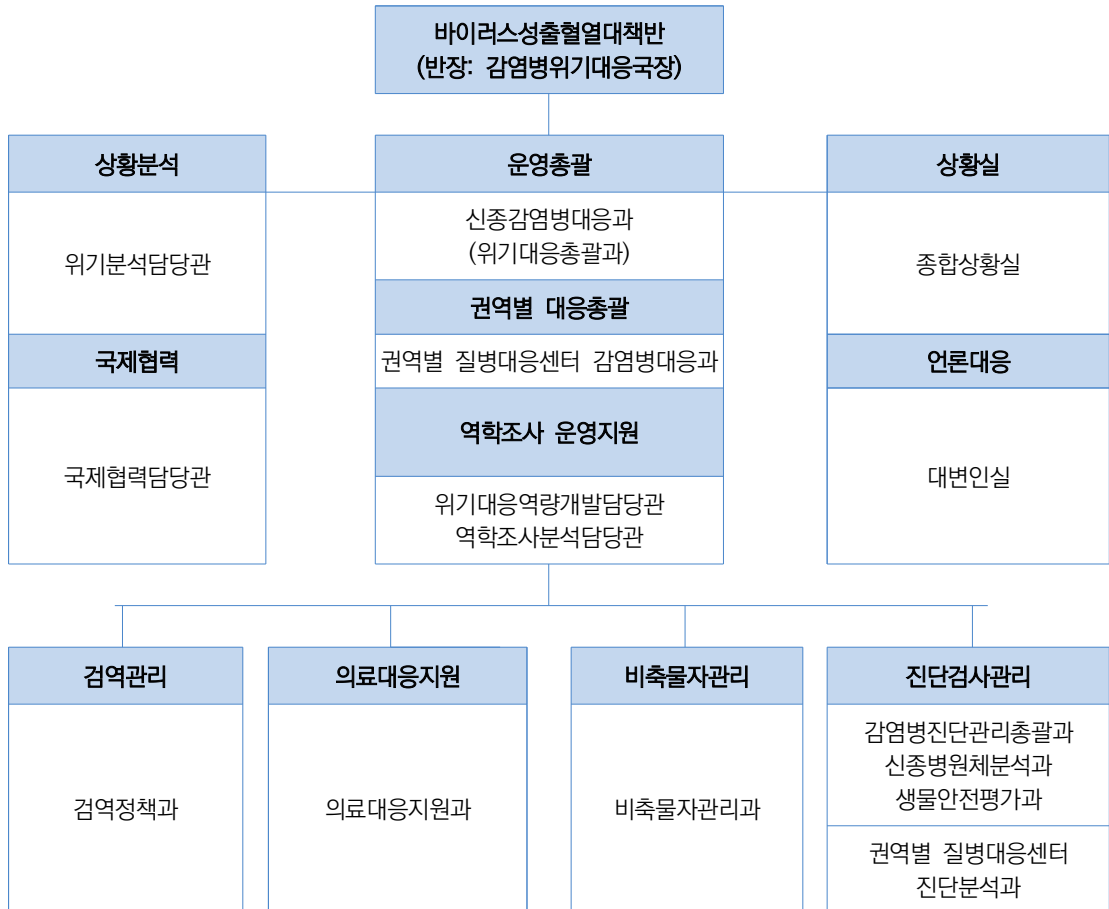 바이러스성출혈열대책반
(반장: 감염병위기대응국장)
상황분석
운영총괄
상황실
위기분석담당관
신종감염병대응과
(위기대응총괄과)
종합상황실
권역별 대응총괄
국제협력
권역별 질병대응센터 감염병대응과
언론대응
역학조사 운영지원
국제협력담당관
대변인실
위기대응역량개발담당관
역학조사분석담당관
검역관리
의료대응지원
비축물자관리
진단검사관리
검역정책과
의료대응지원과
비축물자관리과
감염병진단관리총괄과
신종병원체분석과
생물안전평가과
권역별 질병대응센터
진단분석과